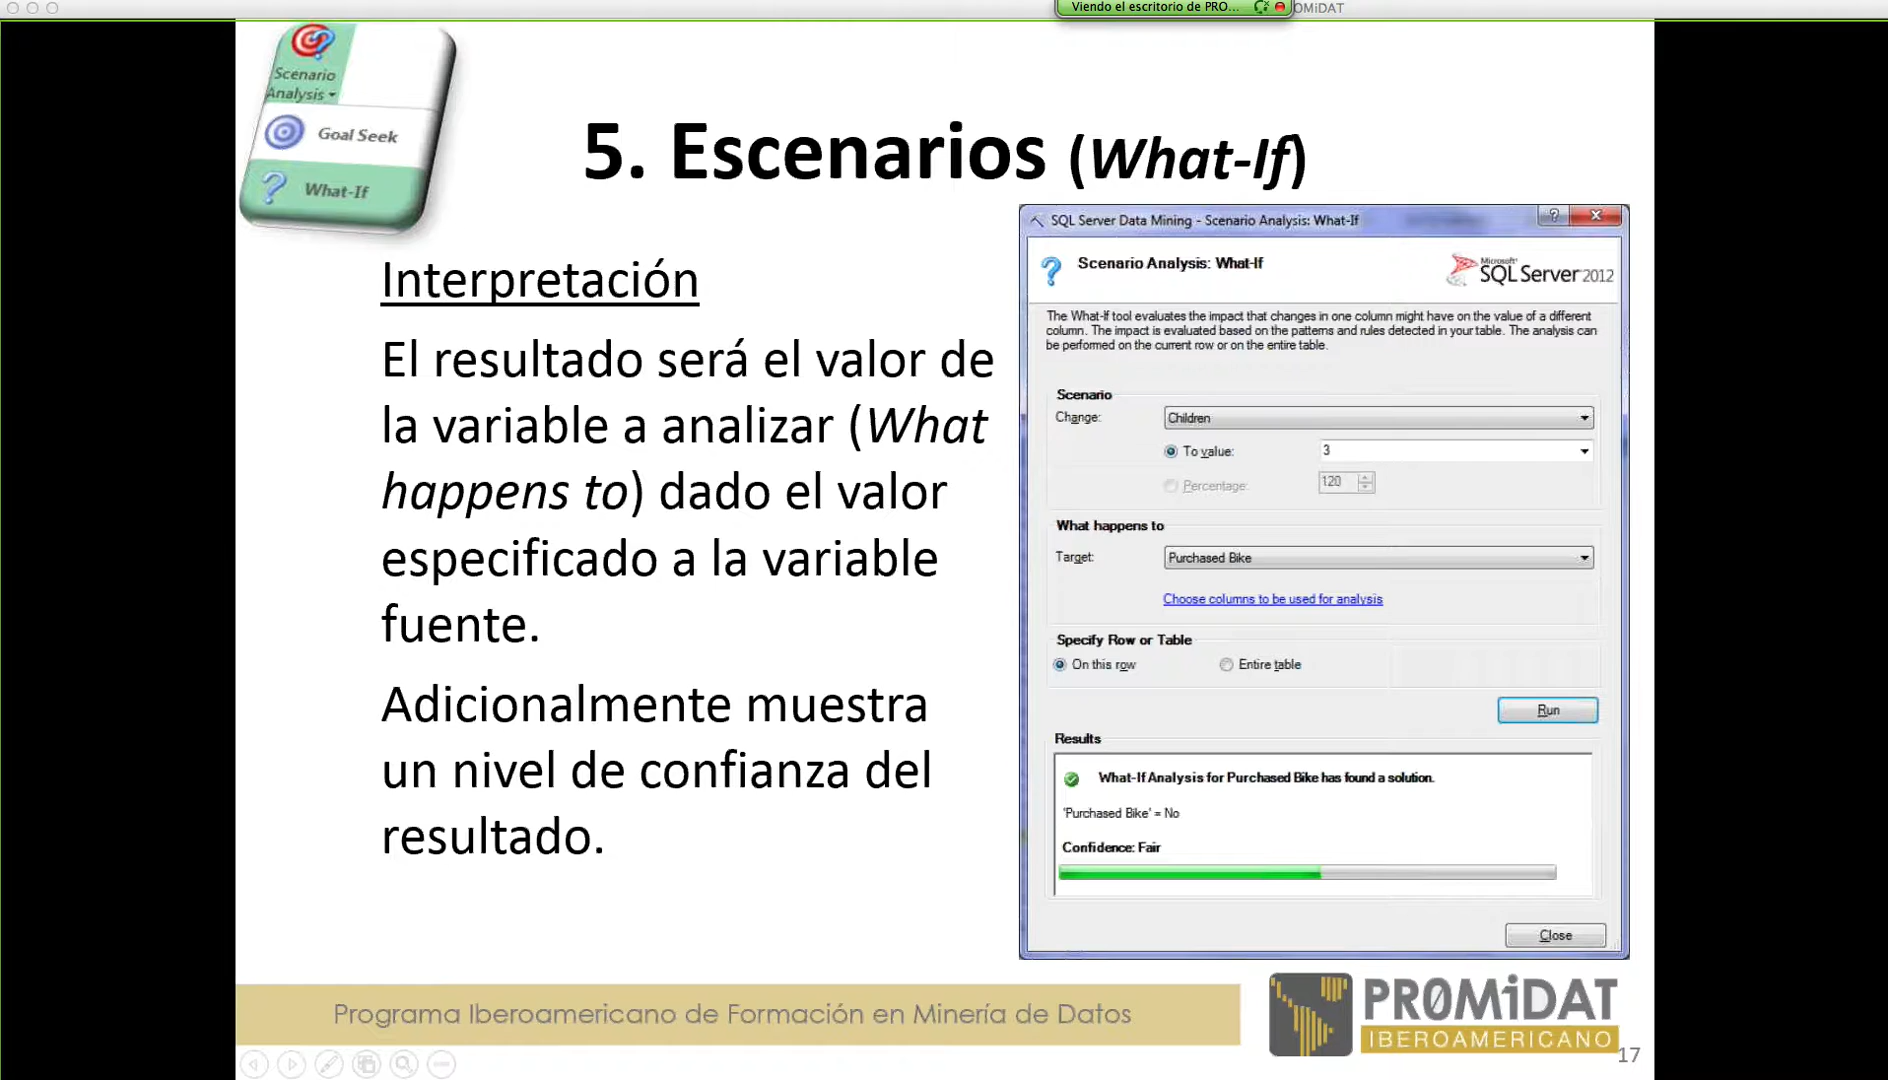 Viendo el escritorio de PRO...
OMiDAT
Scenario
Analysis
Goal Seek
What-If
5. Escenarios (What-If)
Interpretación
El resultado será el valor de
la variable a analizar (What
happens to) dado el valor
especificado a la variable
fuente.
Adicionalmente muestra
un nivel de confianza del
resultado.
SQL Server Data Mining - Scenario Analysis: What-If
Scenario Analysis: What-If
Microsoft®
SQL Server 2012
The What-If tool evaluates the impact that changes in one column might have on the value of a different
column. The impact is evaluated based on the patterns and rules detected in your table. The analysis can
be performed on the current row or on the entire table.
Scenario
Change: Children
To value: 3
Percentage: 120
What happens to
Target: Purchased Bike
Choose columns to be used for analysis
Specify Row or Table
On this row Entire table
Run
Results
What-If Analysis for Purchased Bike has found a solution.
'Purchased Bike' = No
Confidence: Fair
Close
Programa Iberoamericano de Formación en Minería de Datos
PR0MiDAT
IBEROAMERICANO
17